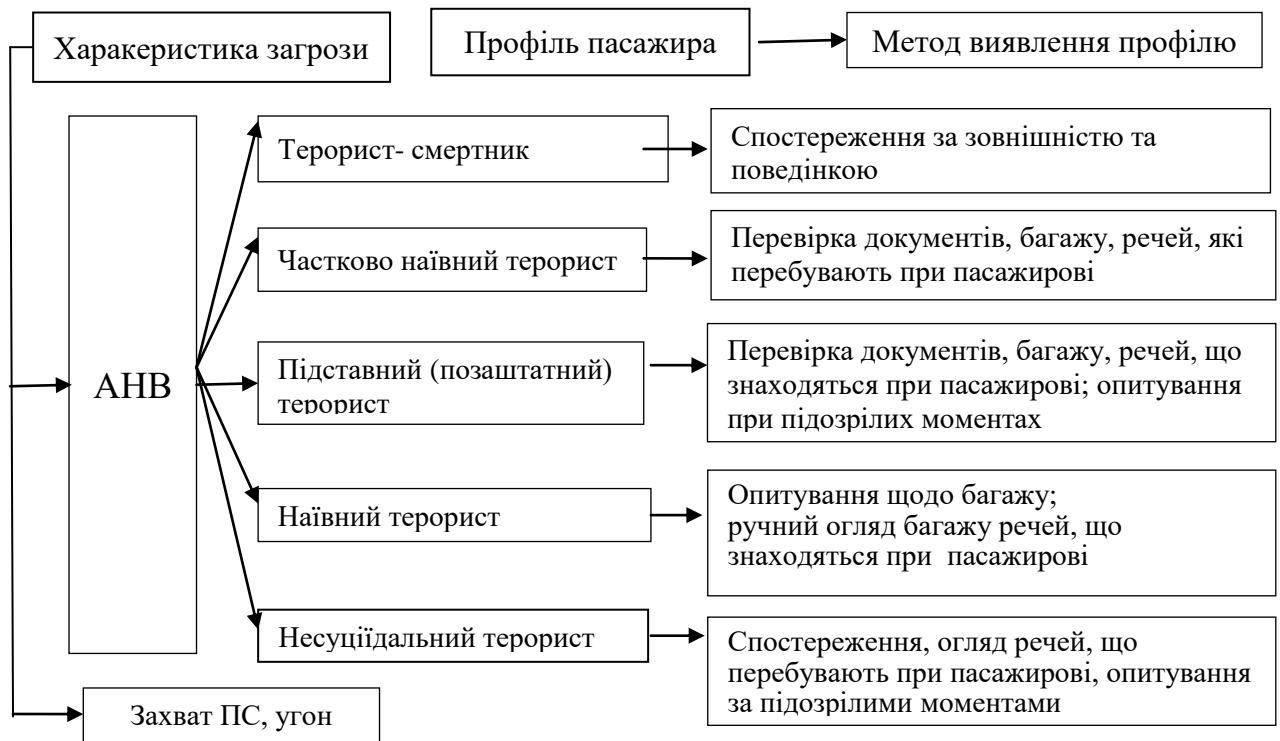 Характеристика загрози
Профіль пасажира
Метод виявлення профілю
АНВ
Терорист- смертник
Спостереження за зовнішністю та
поведінкою
Частково наївний терорист
Перевірка документів, багажу, речей, які
перебувають при пасажирові
Підставний (позаштатний)
терорист
Перевірка документів, багажу, речей, що
знаходяться при пасажирові; опитування
при підозрілих моментах
Наївний терорист
Опитування щодо багажу;
ручний огляд багажу речей, що
знаходяться при пасажирові
Несуціїдальний терорист
Спостереження, огляд речей, що
перебувають при пасажирові, опитування
за підозрілими моментами
Захват ПС, угон